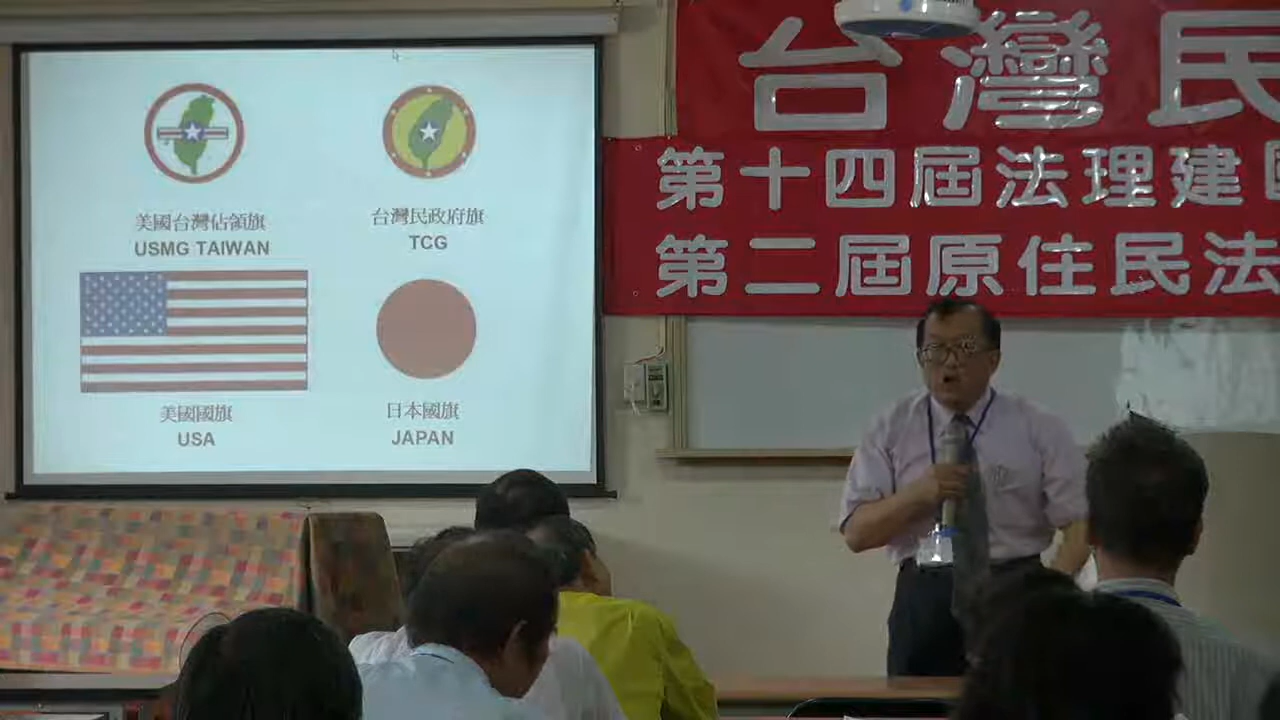 美國台灣佔領旗
USMG TAIWAN
台灣民政府旗
TCG
美國國旗
USA
日本國旗
JAPAN
台灣民
第十四屆法理建
第二屆原住民法